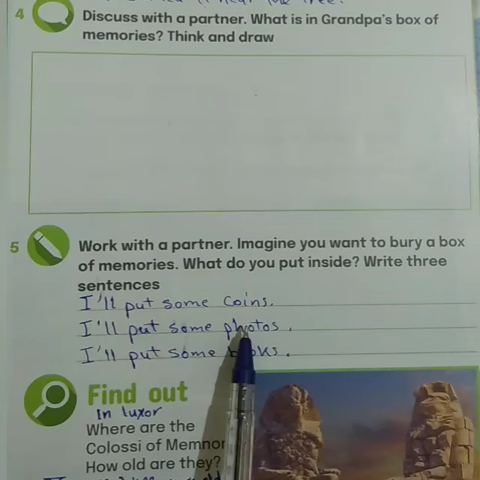 4 Discuss with a partner. What is in Grandpa's box of
memories? Think and draw
5 Work with a partner. Imagine you want to bury a box
of memories. What do you put inside? Write three
sentences
I'll put some coins.
I'll put some photos.
I'll put some books.
Find out
In luxor
Where are the
Colossi of Memnon
How old are they?